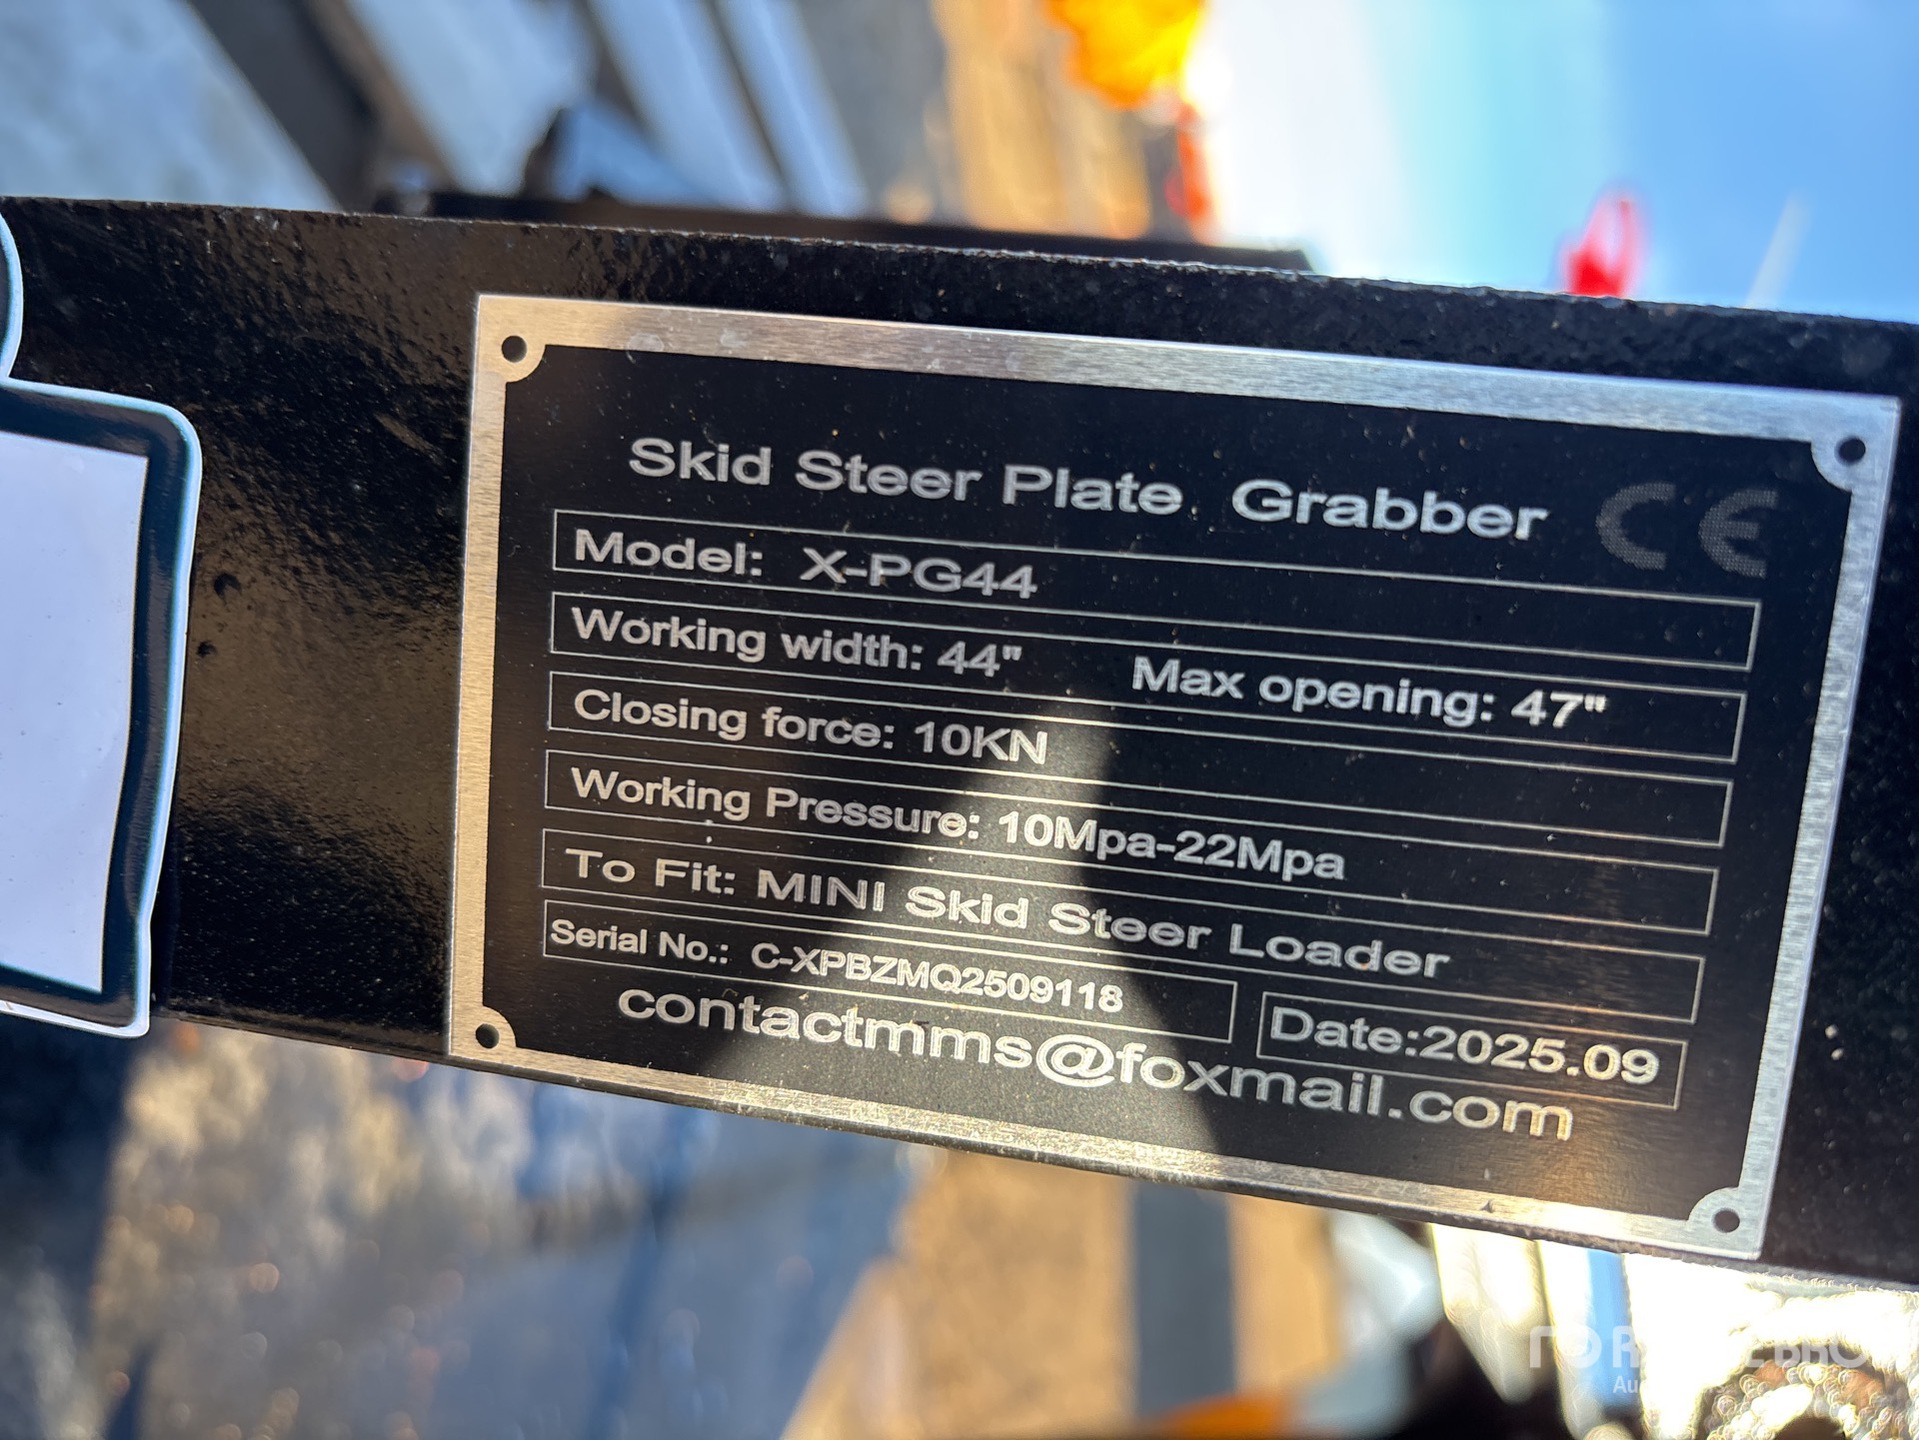 Skid Steer Plate Grabber CE
Model: X-PG44
Working width: 44" Max opening: 47"
Closing force: 10KN
Working Pressure: 10Mpa-22Mpa
To Fit: MINI Skid Steer Loader
Serial No.: C-XPBZMQ2509118 Date:2025.09
contactmms@foxmail.com